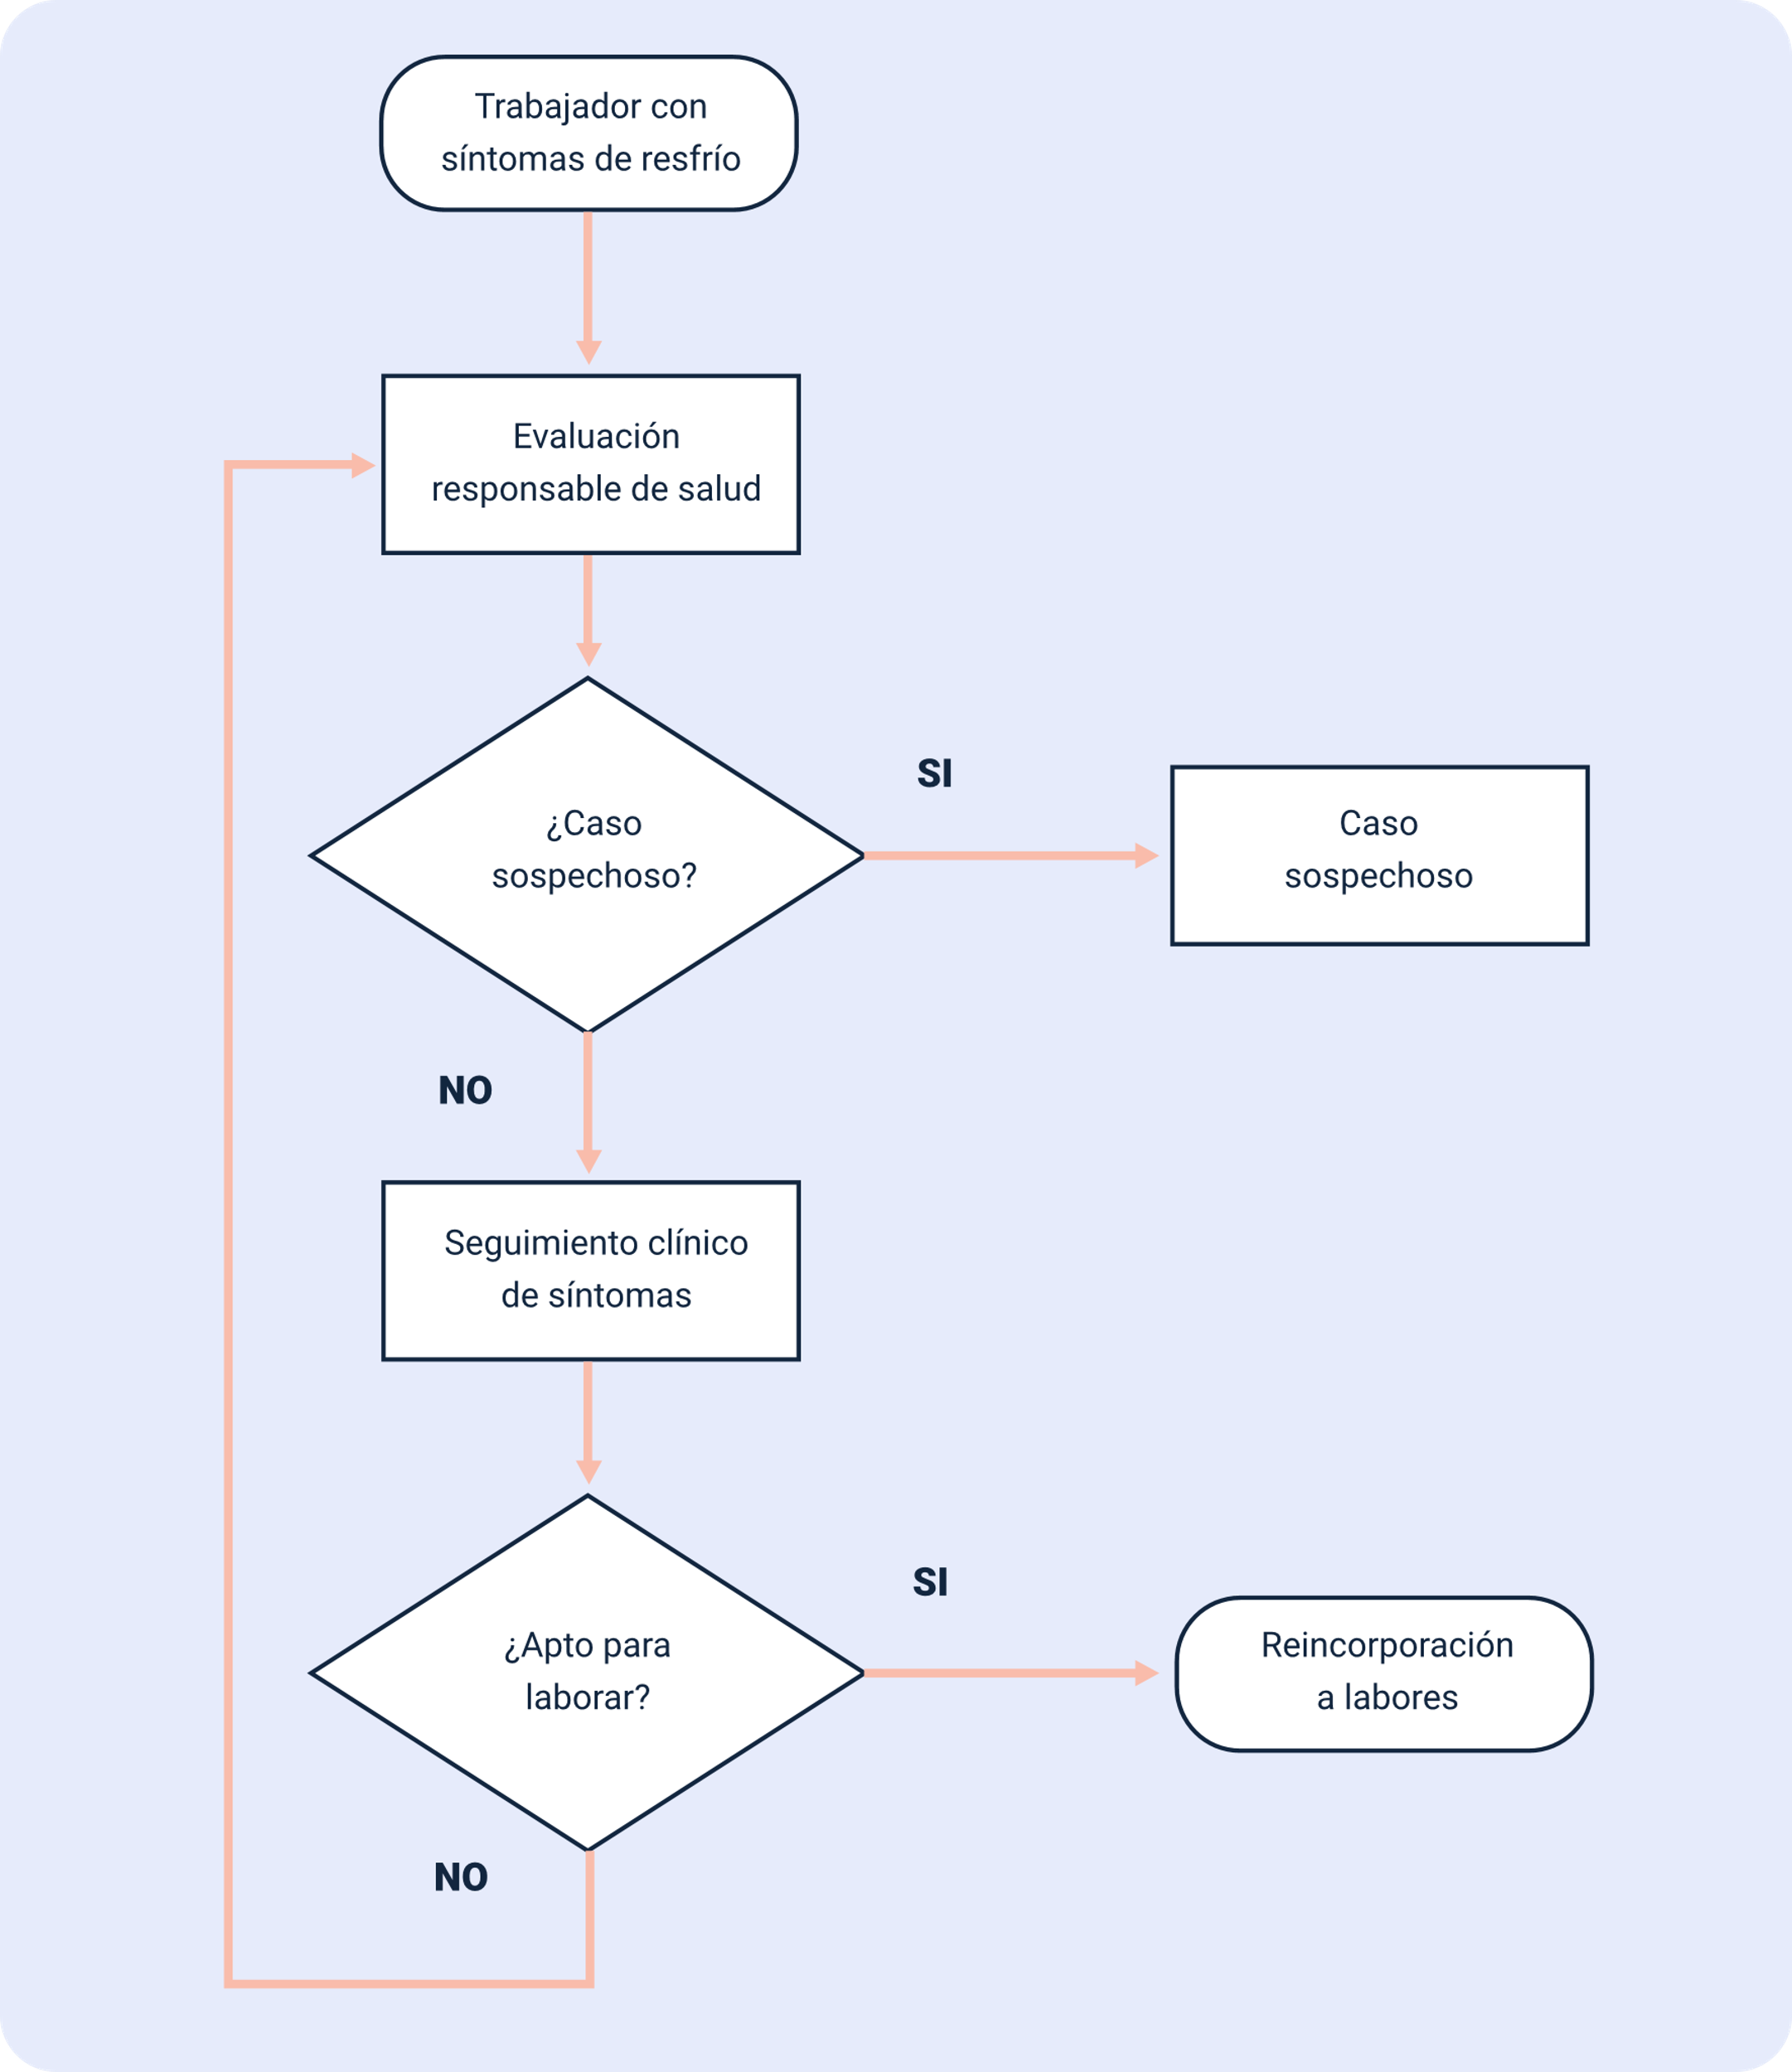 Trabajador con
síntomas de resfrío
Evaluación
responsable de salud
¿Caso
sospechoso?
SI
Caso
sospechoso
NO
Seguimiento clínico
de síntomas
¿Apto para
laborar?
SI
Reincorporación
a labores
NO